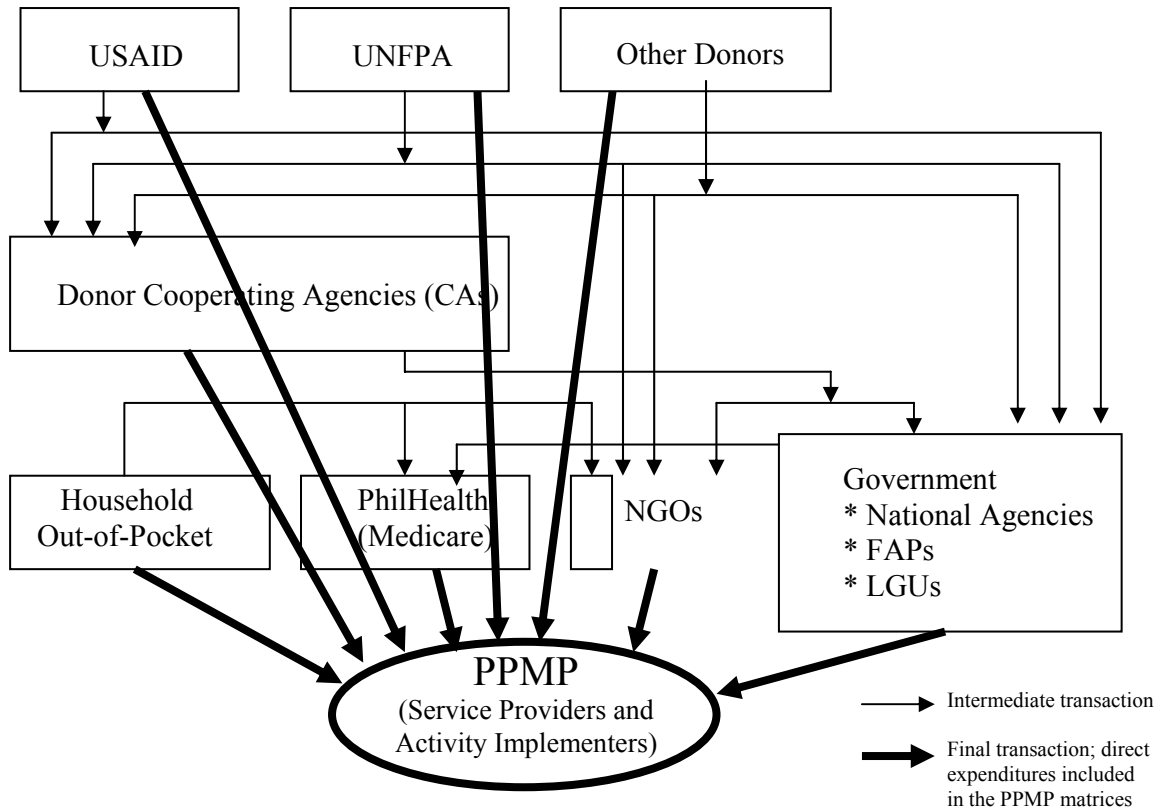 USAID
UNFPA
Other Donors
Donor Cooperating Agencies (CAs)
Household
Out-of-Pocket
PhilHealth
(Medicare)
NGOs
Government
* National Agencies
* FAPs
* LGUs
PPMP
(Service Providers and
Activity Implementers)
Intermediate transaction
Final transaction; direct
expenditures included
in the PPMP matrices